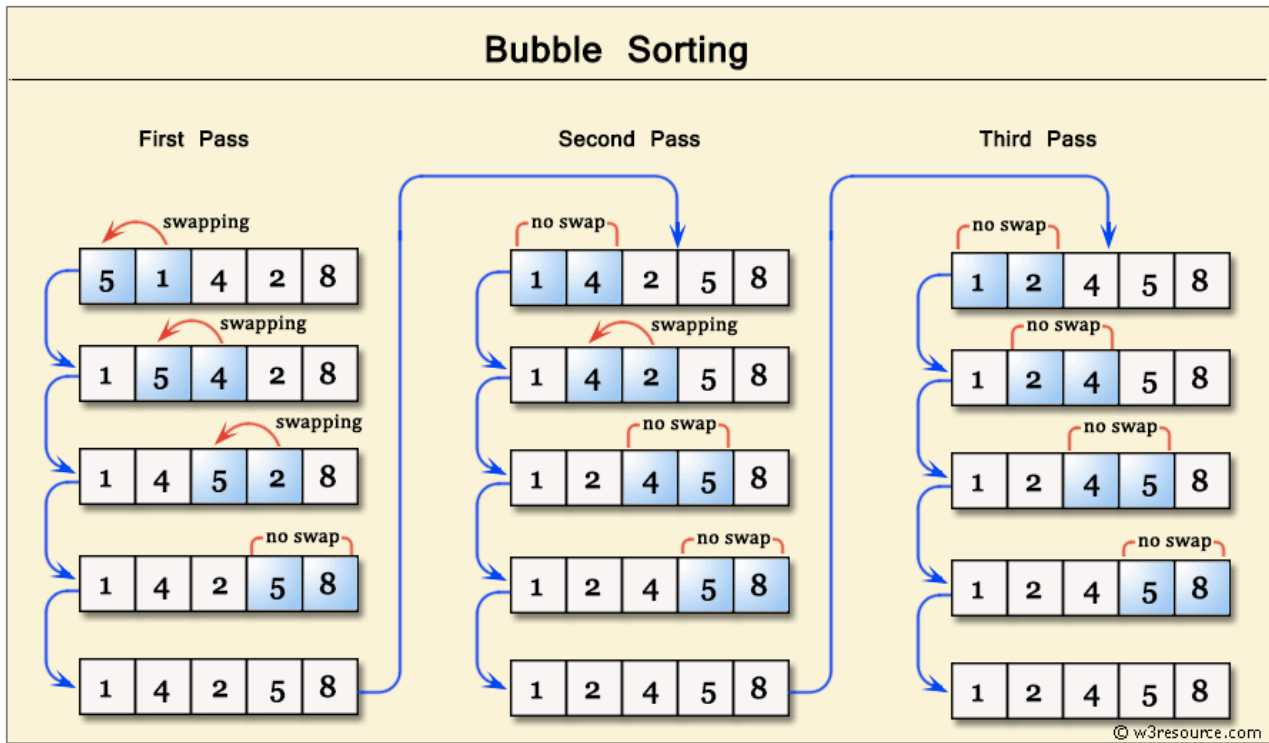 Bubble Sorting
First Pass
swapping
5 1 4 2 8
swapping
1 5 4 2 8
swapping
1 4 5 2 8
no swap
1 4 2 5 8
1 4 2 5 8
Second Pass
no swap
1 4 2 5 8
swapping
1 4 2 5 8
no swap
1 2 4 5 8
no swap
1 2 4 5 8
1 2 4 5 8
Third Pass
no swap
1 2 4 5 8
no swap
1 2 4 5 8
no swap
1 2 4 5 8
no swap
1 2 4 5 8
1 2 4 5 8
© w3resource.com